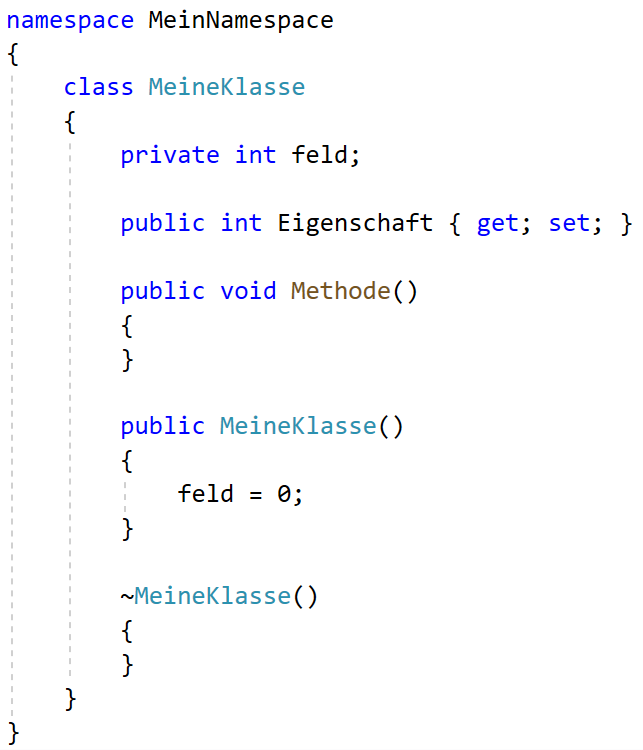 namespace MeinNamespace
{
    class MeineKlasse
    {
        private int feld;

        public int Eigenschaft { get; set; }

        public void Methode()
        {
        }

        public MeineKlasse()
        {
            feld = 0;
        }

        ~MeineKlasse()
        {
        }
    }
}